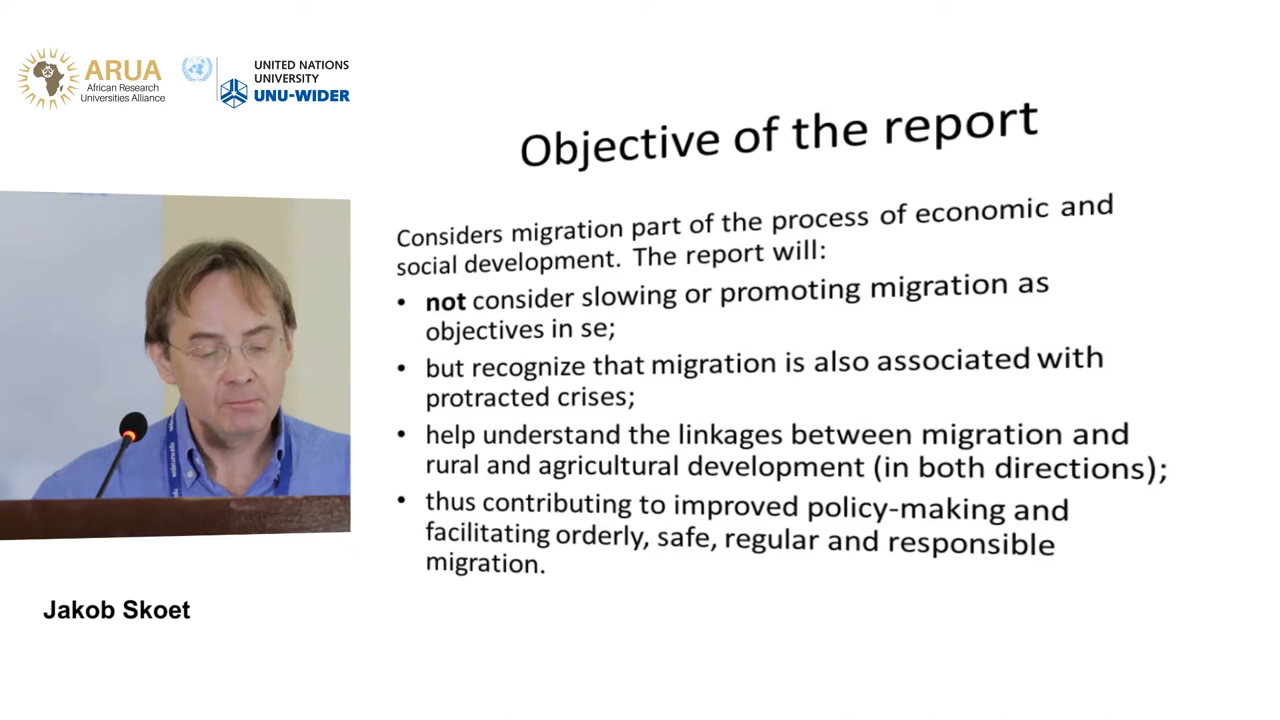 ARUA
African Research
Universities Alliance
UNITED NATIONS
UNIVERSITY
UNU-WIDER
Objective of the report
Considers migration part of the process of economic and
social development. The report will:
• not consider slowing or promoting migration as
objectives in se;
• but recognize that migration is also associated with
protracted crises;
• help understand the linkages between migration and
rural and agricultural development (in both directions);
• thus contributing to improved policy-making and
facilitating orderly, safe, regular and responsible
migration.
Jakob Skoet